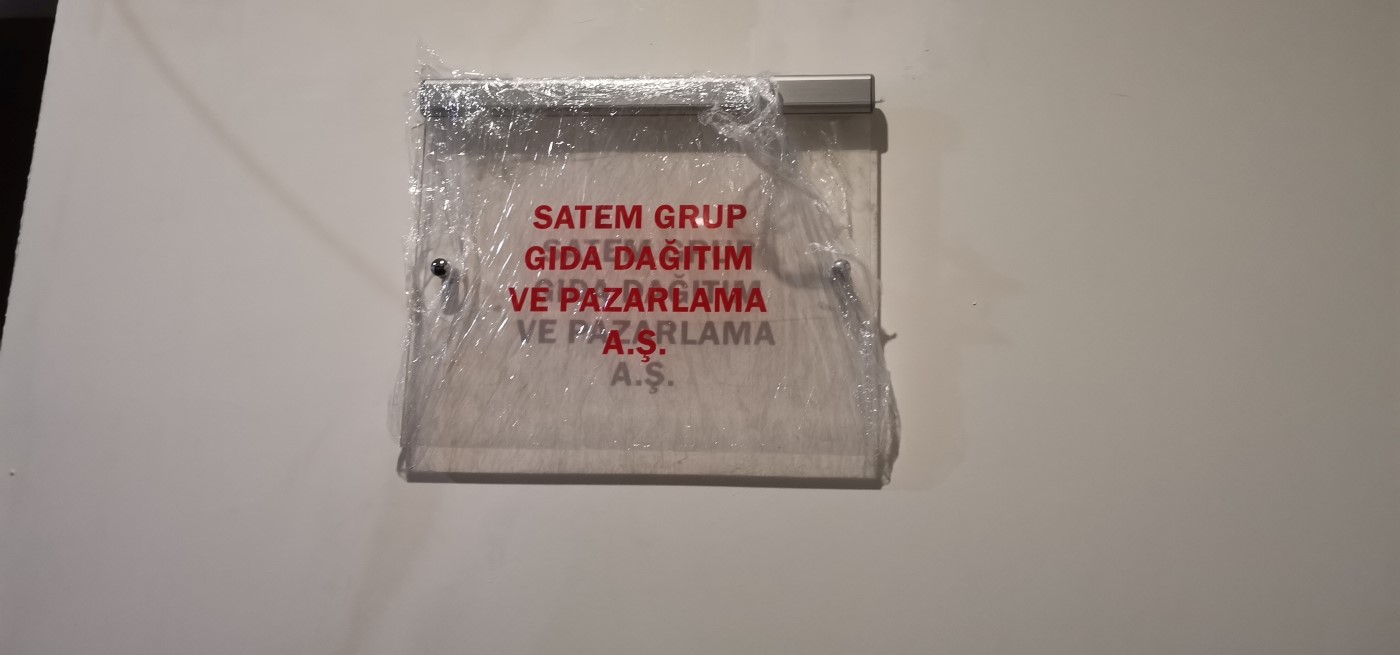 SATEM GRUP
GIDA DAĞITIM
VE PAZARLAMA
A.Ş.